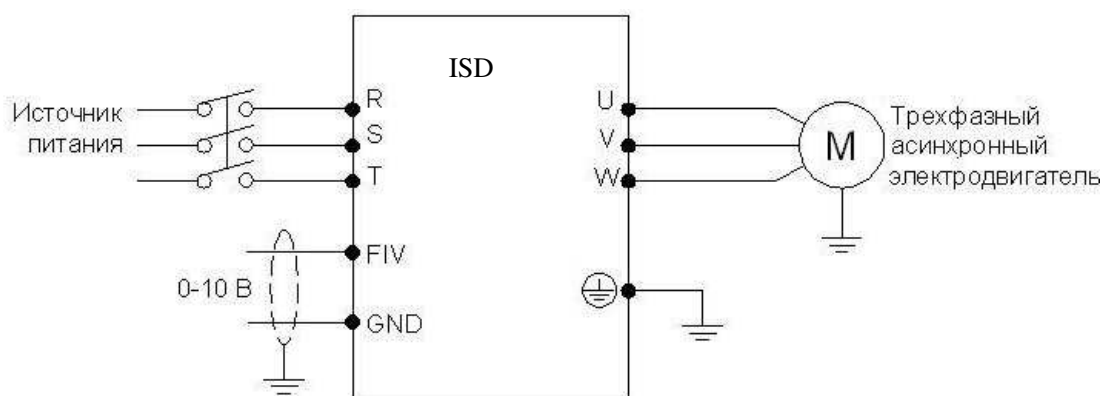 ISD
Источник
питания
R
S
T
FIV
0-10 В
GND
U
V
W
M
Трехфазный
асинхронный
электродвигатель